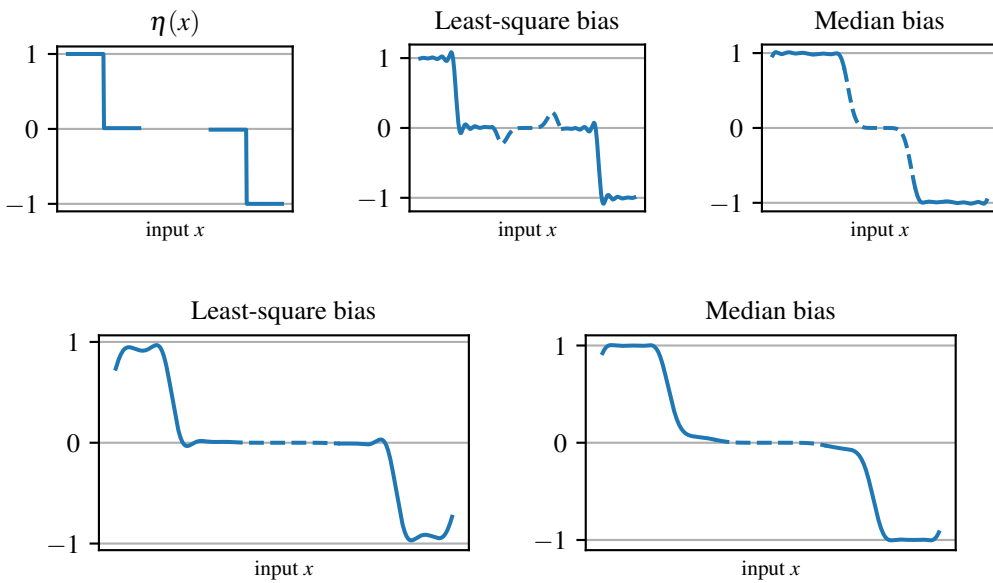 η(x)
1
0
−1
input x
Least-square bias
1
0
−1
input x
Median bias
1
0
−1
input x
Least-square bias
1
0
−1
input x
Median bias
1
0
−1
input x